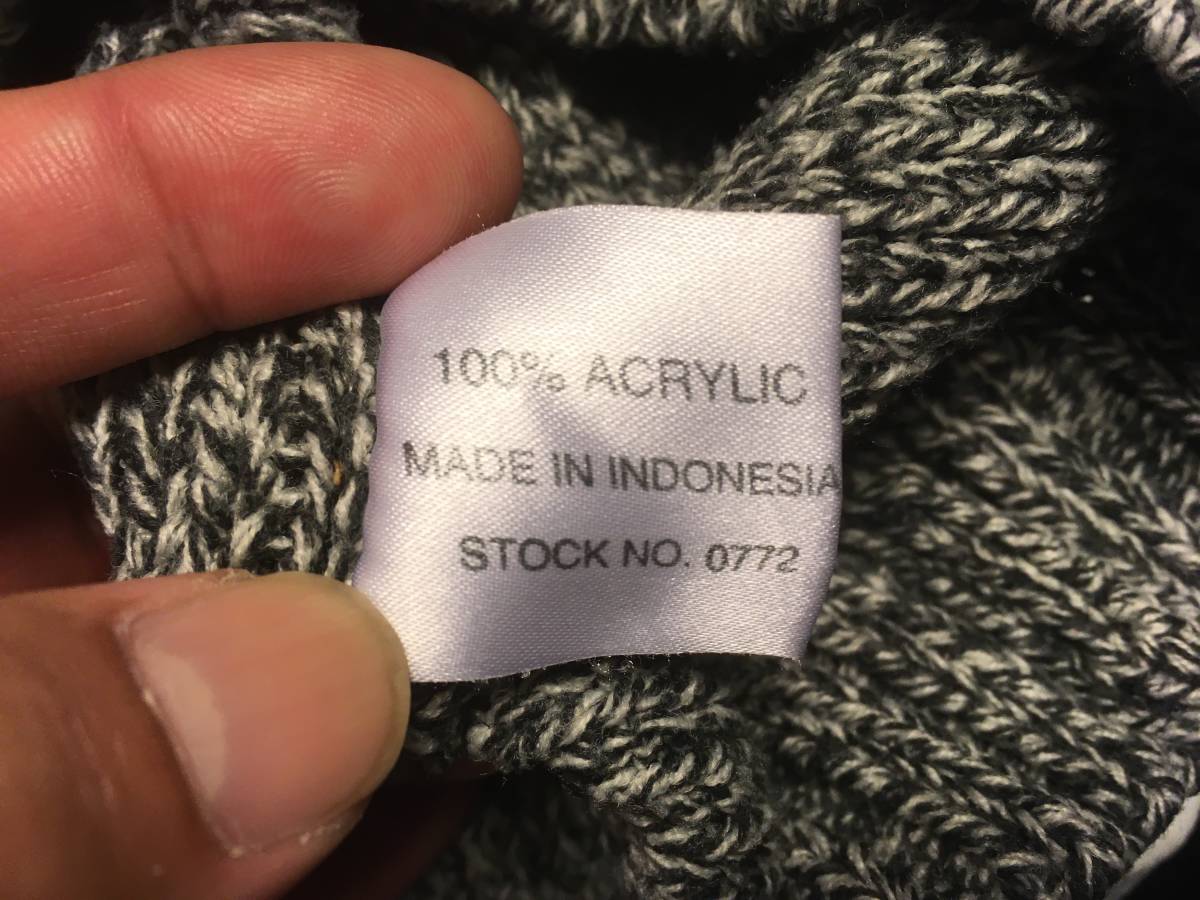 100% ACRYLIC
MADE IN INDONESIA
STOCK NO. 0772